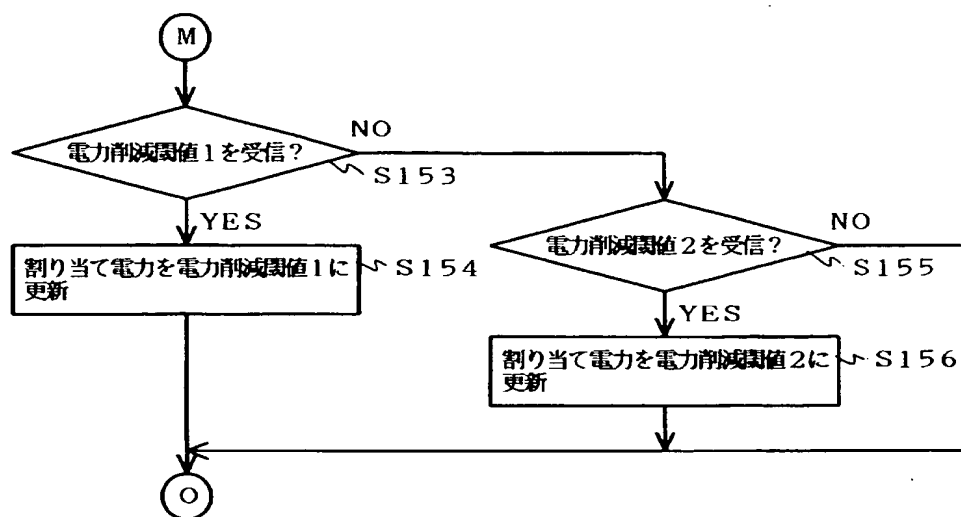 M
電力削減閾値1を受信?
NO
S153
YES
割り当て電力を電力削減閾値1に
更新
S154
電力削減閾値2を受信?
NO
S155
YES
割り当て電力を電力削減閾値2に
更新
S156
O